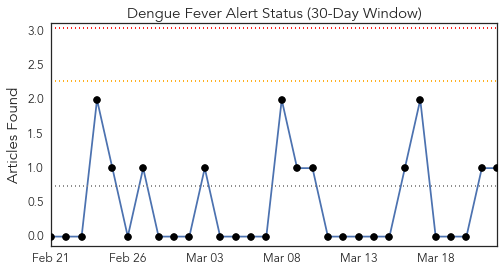 Dengue Fever Alert Status (30-Day Window)
Articles Found
3.0
2.5
2.0
1.5
1.0
0.5
0.0
Feb 21 Feb 26 Mar 03 Mar 08 Mar 13 Mar 18